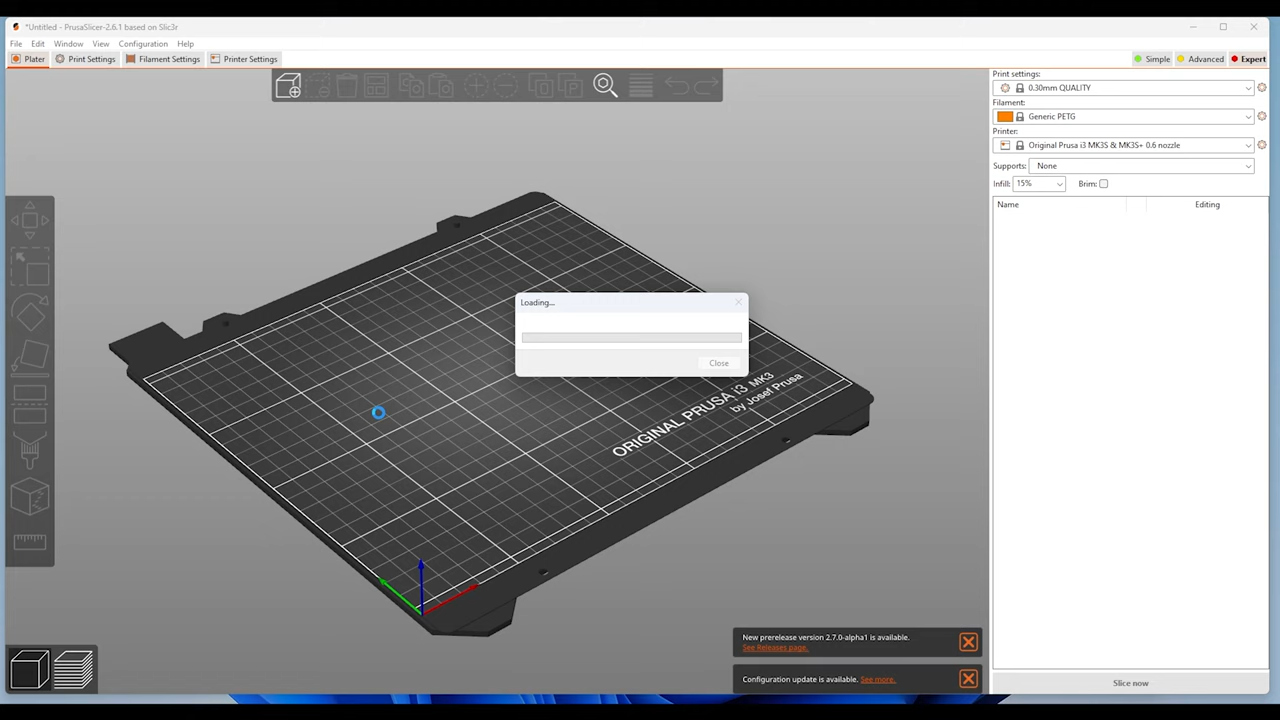 *Untitled - PrusaSlicer-2.6.1 based on Slic3r
File Edit Window View Configuration Help
Plater Print Settings Filament Settings Printer Settings
Simple Advanced Expert
Print settings:
0.30mm QUALITY
Filament:
Generic PETG
Printer:
Original Prusa i3 MK3S & MK3S+ 0.6 nozzle
Supports: None
Infill: 15% Brim:
Name Editing
Loading...
Close
ORIGINAL PRUSA i3 MK3
by Josef Prusa
New prerelease version 2.7.0-alpha1 is available.
See Releases page.
Configuration update is available. See more.
Slice now